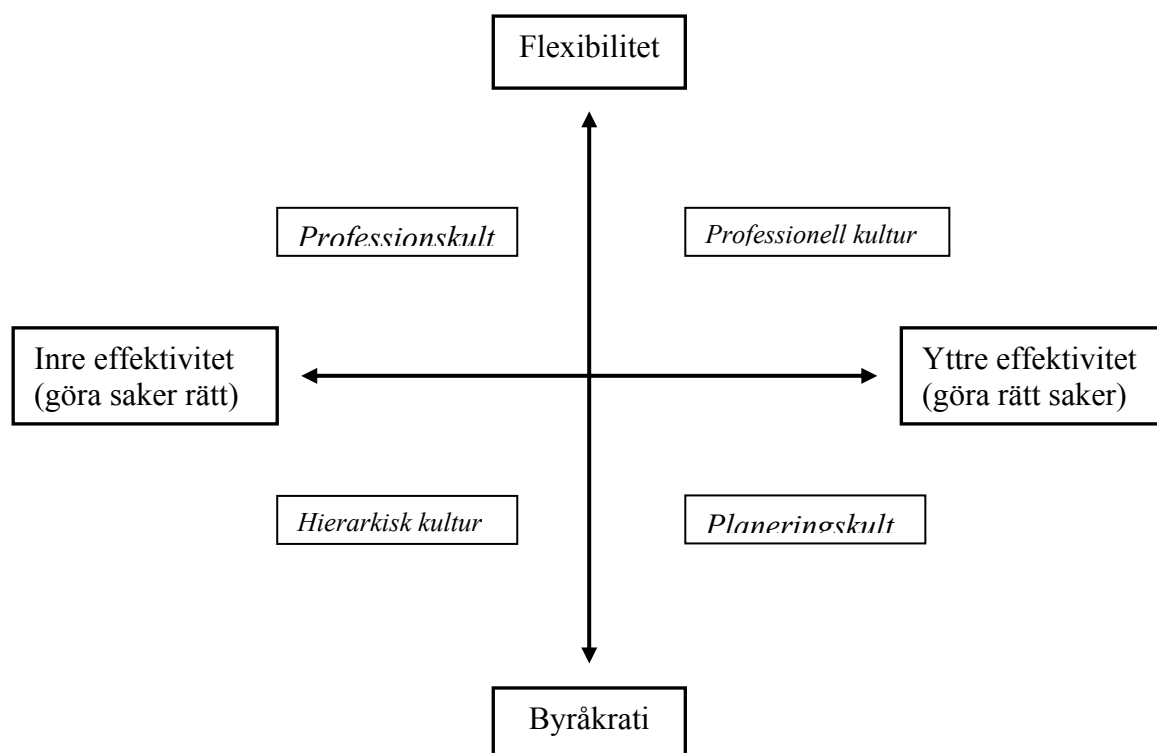 Flexibilitet
Professionskult
Professionell kultur
Inre effektivitet
(göra saker rätt)
Yttre effektivitet
(göra rätt saker)
Hierarkisk kultur
Planeringskult
Byråkrati